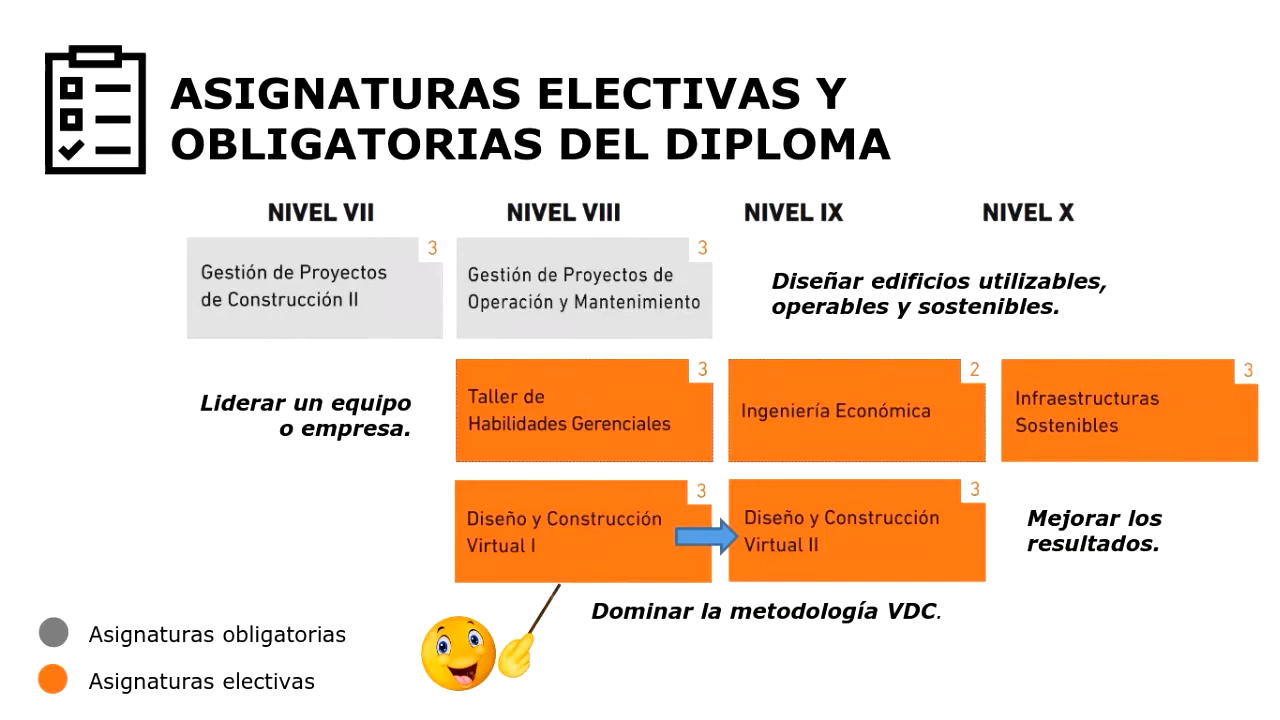 ASIGNATURAS ELECTIVAS Y
OBLIGATORIAS DEL DIPLOMA
NIVEL VII
NIVEL VIII
NIVEL IX
NIVEL X
3
Gestión de Proyectos
de Construcción II
3
Gestión de Proyectos de
Operación y Mantenimiento
Diseñar edificios utilizables,
operables y sostenibles.
Liderar un equipo
o empresa.
3
Taller de
Habilidades Gerenciales
2
Ingeniería Económica
3
Infraestructuras
Sostenibles
3
Diseño y Construcción
Virtual I
3
Diseño y Construcción
Virtual II
Mejorar los
resultados.
Dominar la metodología VDC.
Asignaturas obligatorias
Asignaturas electivas